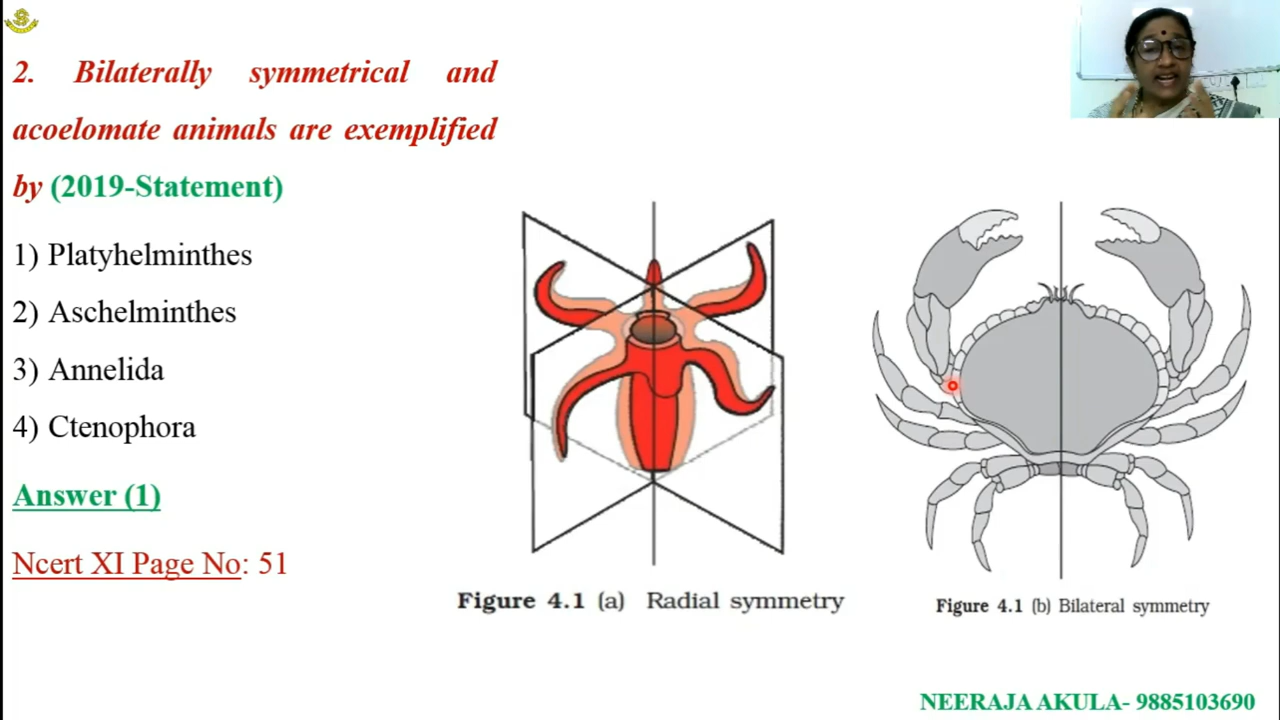 2. Bilaterally symmetrical and
acoelomate animals are exemplified
by (2019-Statement)
1) Platyhelminthes
2) Aschelminthes
3) Annelida
4) Ctenophora
Answer (1)
Ncert XI Page No: 51
Figure 4.1 (a) Radial symmetry
Figure 4.1 (b) Bilateral symmetry
NEERAJA AKULA- 9885103690